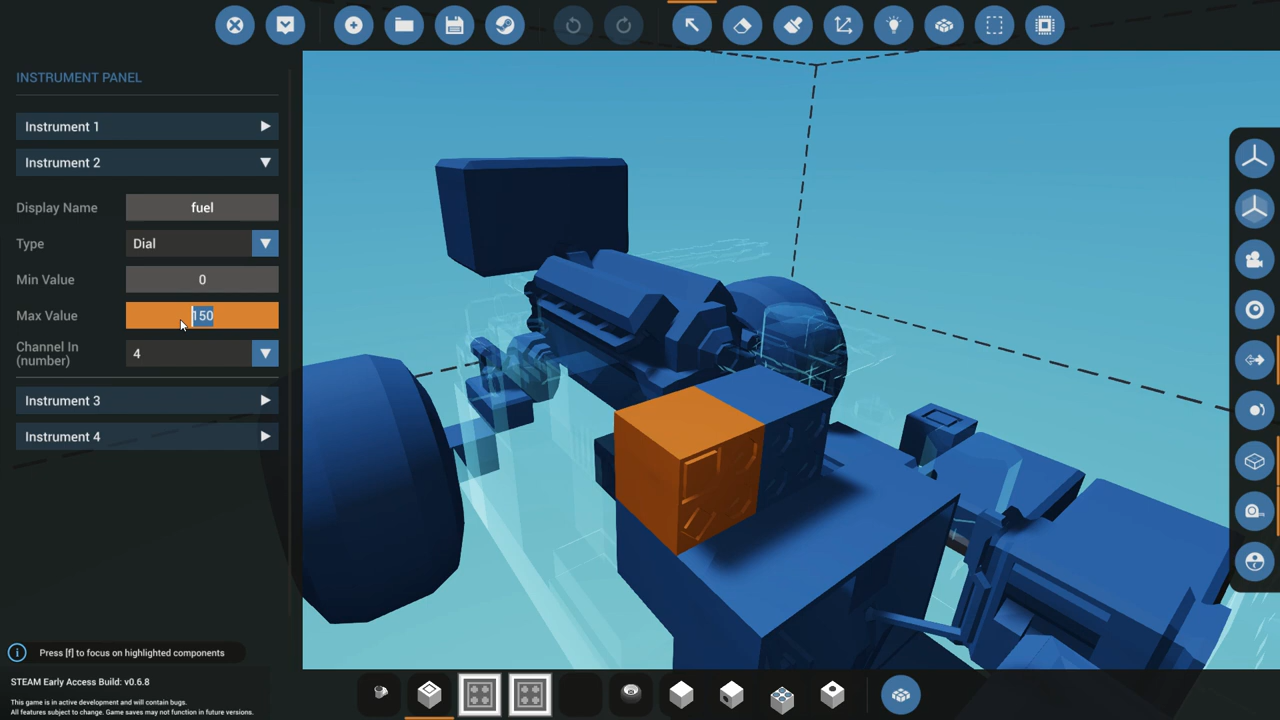 INSTRUMENT PANEL
Instrument 1
Instrument 2
Display Name
fuel
Type
Dial
Min Value
0
Max Value
150
Channel In
(number)
4
Instrument 3
Instrument 4
Press [f] to focus on highlighted components
STEAM Early Access Build: v0.6.8
This game is in active development and will contain bugs.
All features subject to change. Game saves may not function in future versions.